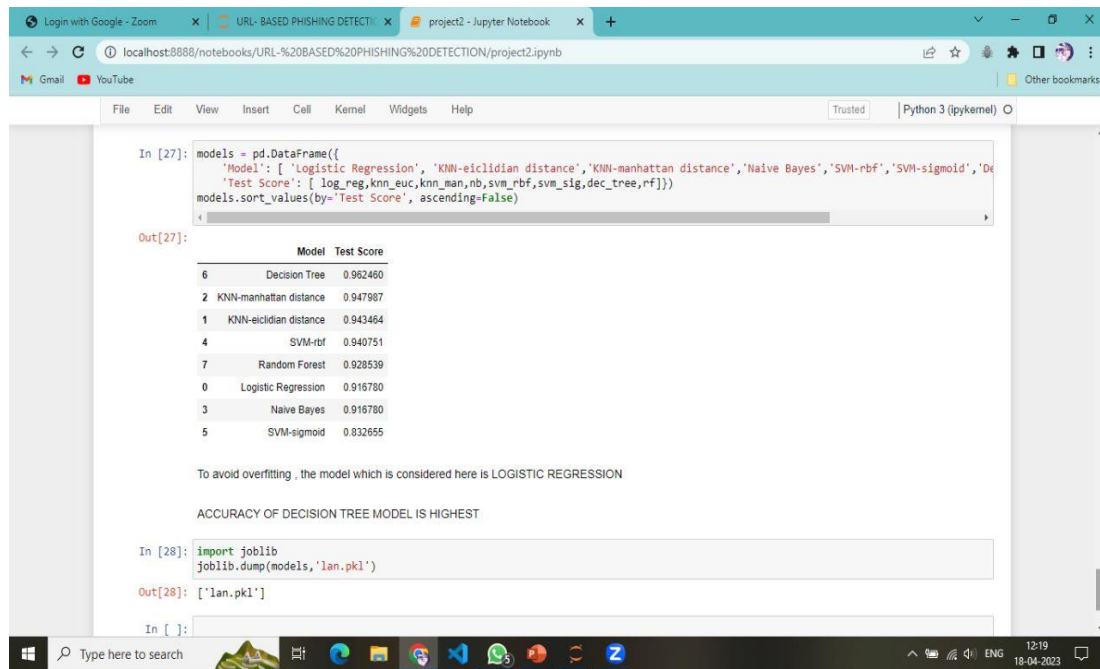 Login with Google - Zoom
URL- BASED PHISHING DETECTIC
project2 - Jupyter Notebook
localhost:8888/notebooks/URL-%20BASED%20PHISHING%20DETECTION/project2.ipynb
Gmail YouTube Other bookmarks
File Edit View Insert Cell Kernel Widgets Help Trusted Python 3 (ipykernel)
In [27]: models = pd.DataFrame({
'Model': [ 'Logistic Regression', 'KNN-eiclidian distance','KNN-manhattan distance','Naive Bayes','SVM-rbf','SVM-sigmoid','De
'Test Score': [ log_reg,knn_euc,knn_man,nb,svm_rbf,svm_sig,dec_tree,rf]})
models.sort_values(by='Test Score', ascending=False)
Out[27]:
Model Test Score
6 Decision Tree 0.962460
2 KNN-manhattan distance 0.947987
1 KNN-eiclidian distance 0.943464
4 SVM-rbf 0.940751
7 Random Forest 0.928539
0 Logistic Regression 0.916780
3 Naive Bayes 0.916780
5 SVM-sigmoid 0.832655
To avoid overfitting , the model which is considered here is LOGISTIC REGRESSION
ACCURACY OF DECISION TREE MODEL IS HIGHEST
In [28]: import joblib
joblib.dump(models,'lan.pkl')
Out[28]: ['lan.pkl']
In [ ]:
Type here to search
ENG
12:19
18-04-2023